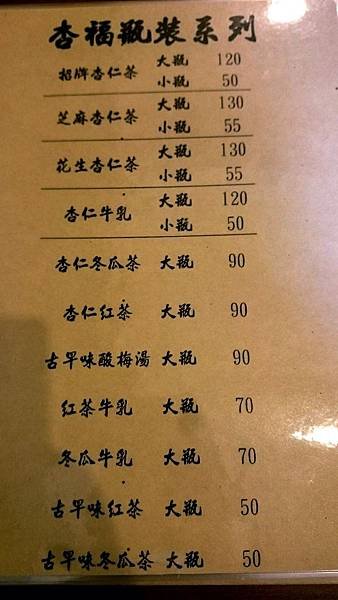 杏福瓶裝系列
招牌杏仁茶 大瓶 120
小瓶 50
芝麻杏仁茶 大瓶 130
小瓶 55
花生杏仁茶 大瓶 130
小瓶 55
杏仁牛乳 大瓶 120
小瓶 50
杏仁冬瓜茶 大瓶 90
杏仁紅茶 大瓶 90
古早味酸梅湯 大瓶 90
紅茶牛乳 大瓶 70
冬瓜牛乳 大瓶 70
古早味紅茶 大瓶 50
古早味冬瓜茶 大瓶 50